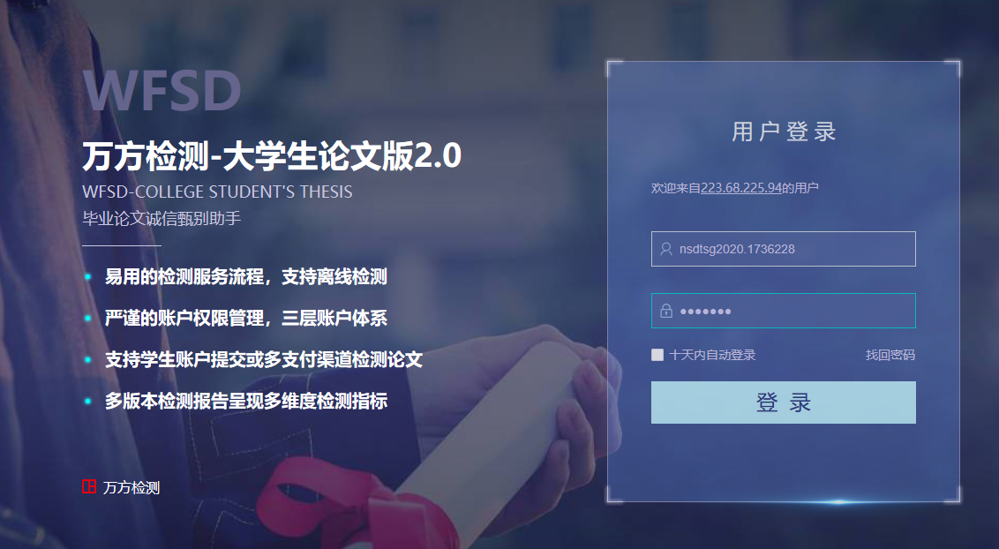 WFSD
万方检测-大学生论文版2.0
WFSD-COLLEGE STUDENT'S THESIS
毕业论文诚信甄别助手
易用的检测服务流程，支持离线检测
严谨的账户权限管理，三层账户体系
支持学生账户提交或多支付渠道检测论文
多版本检测报告呈现多维度检测指标
万方检测
用户登录
欢迎来自223.68.225.94的用户
nsdtsg2020.1736228
•••••••
十天内自动登录 找回密码
登 录